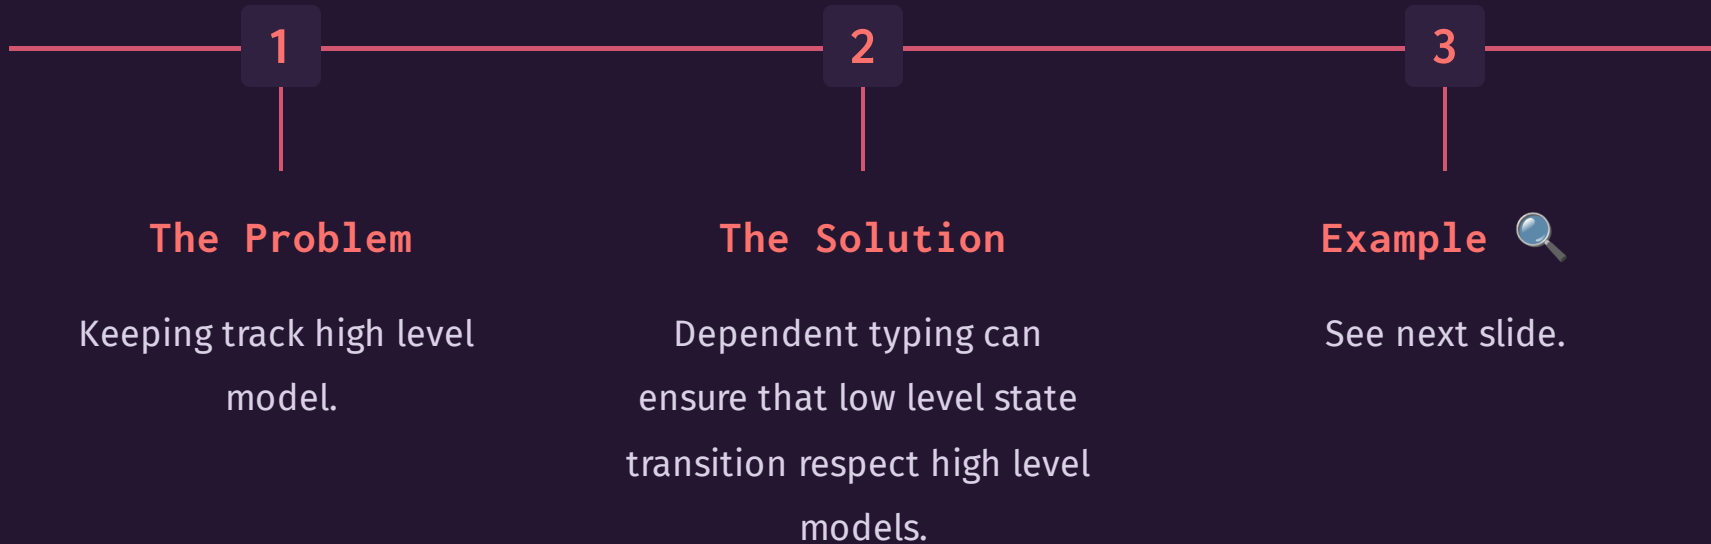 1
2
3
The Problem
Keeping track high level
model.
The Solution
Dependent typing can
ensure that low level state
transition respect high level
models.
Example 🔍
See next slide.